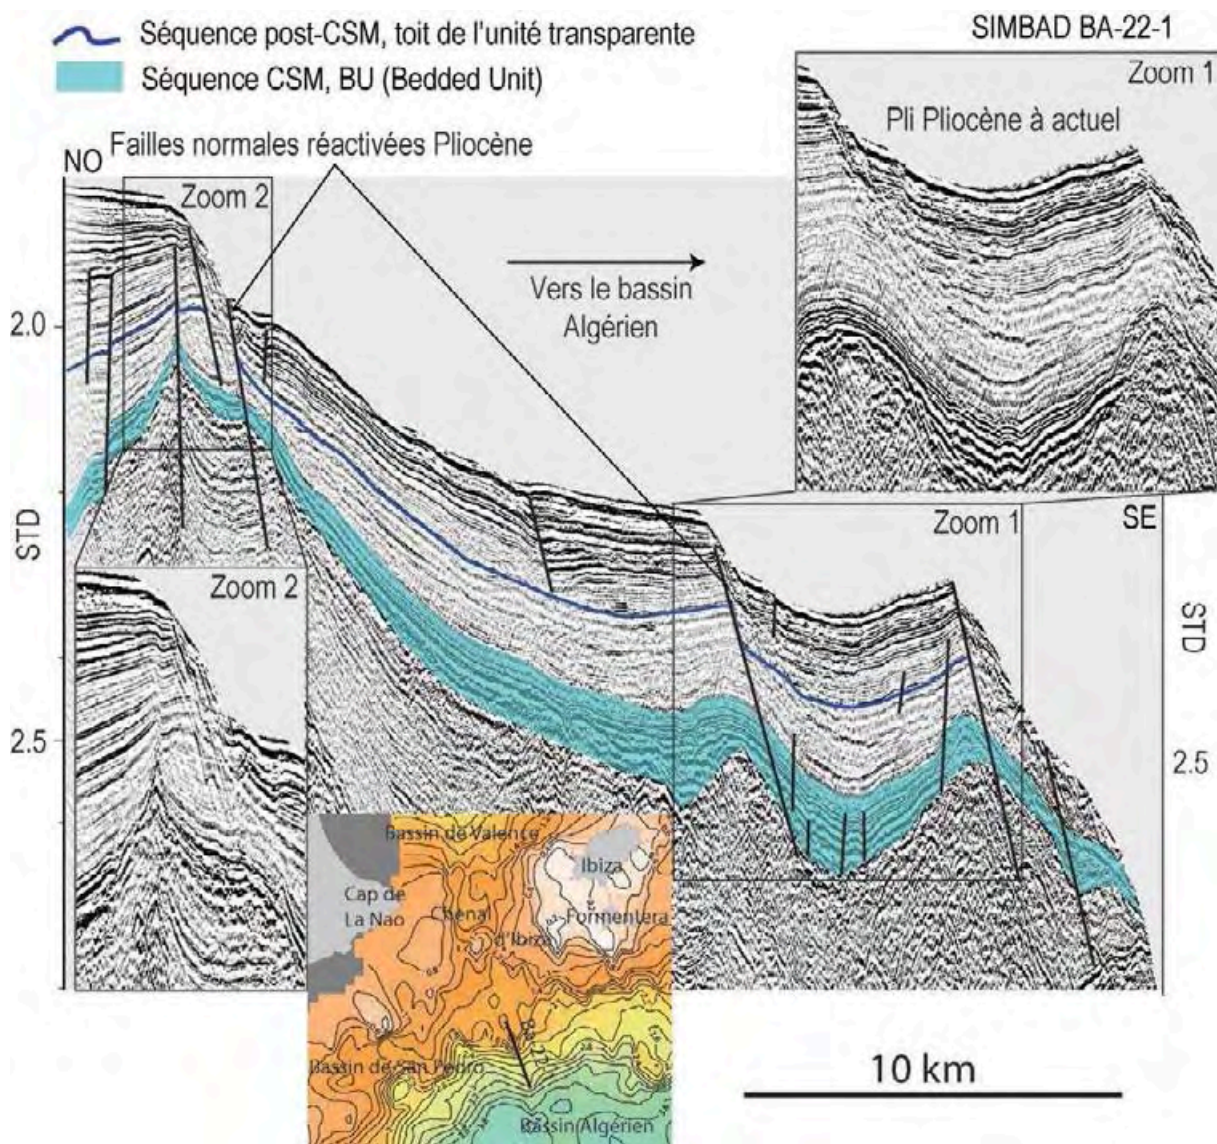 Séquence post-CSM, toit de l'unité transparente
Séquence CSM, BU (Bedded Unit)
SIMBAD BA-22-1
Zoom 1
Pli Pliocène à actuel
Failles normales réactivées Pliocène
NO
Zoom 2
Vers le bassin
Algérien
2.0
STD
2.5
Zoom 2
Zoom 1
SE
STD
2.5
Bassin de Valence
Ibiza
Cap de
La Nao
Chenal
d'Ibiza
Formentera
Bassin de San Pedro
Bassin Algérien
10 km